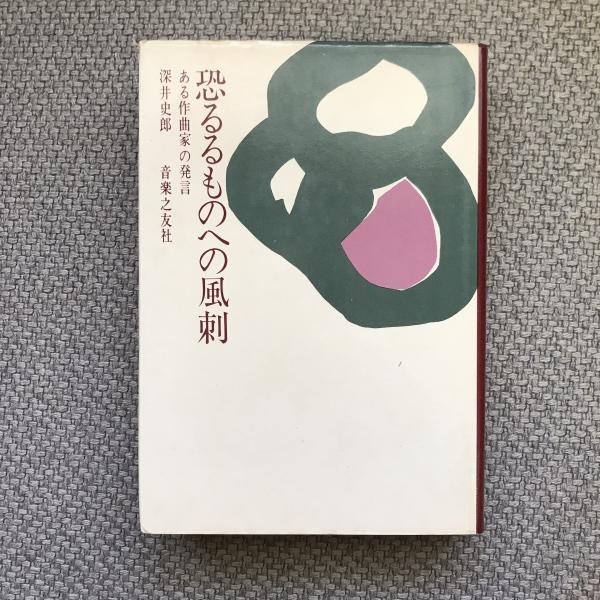 恐るるものへの風刺
ある作曲家の発言
深井史郎 音楽之友社